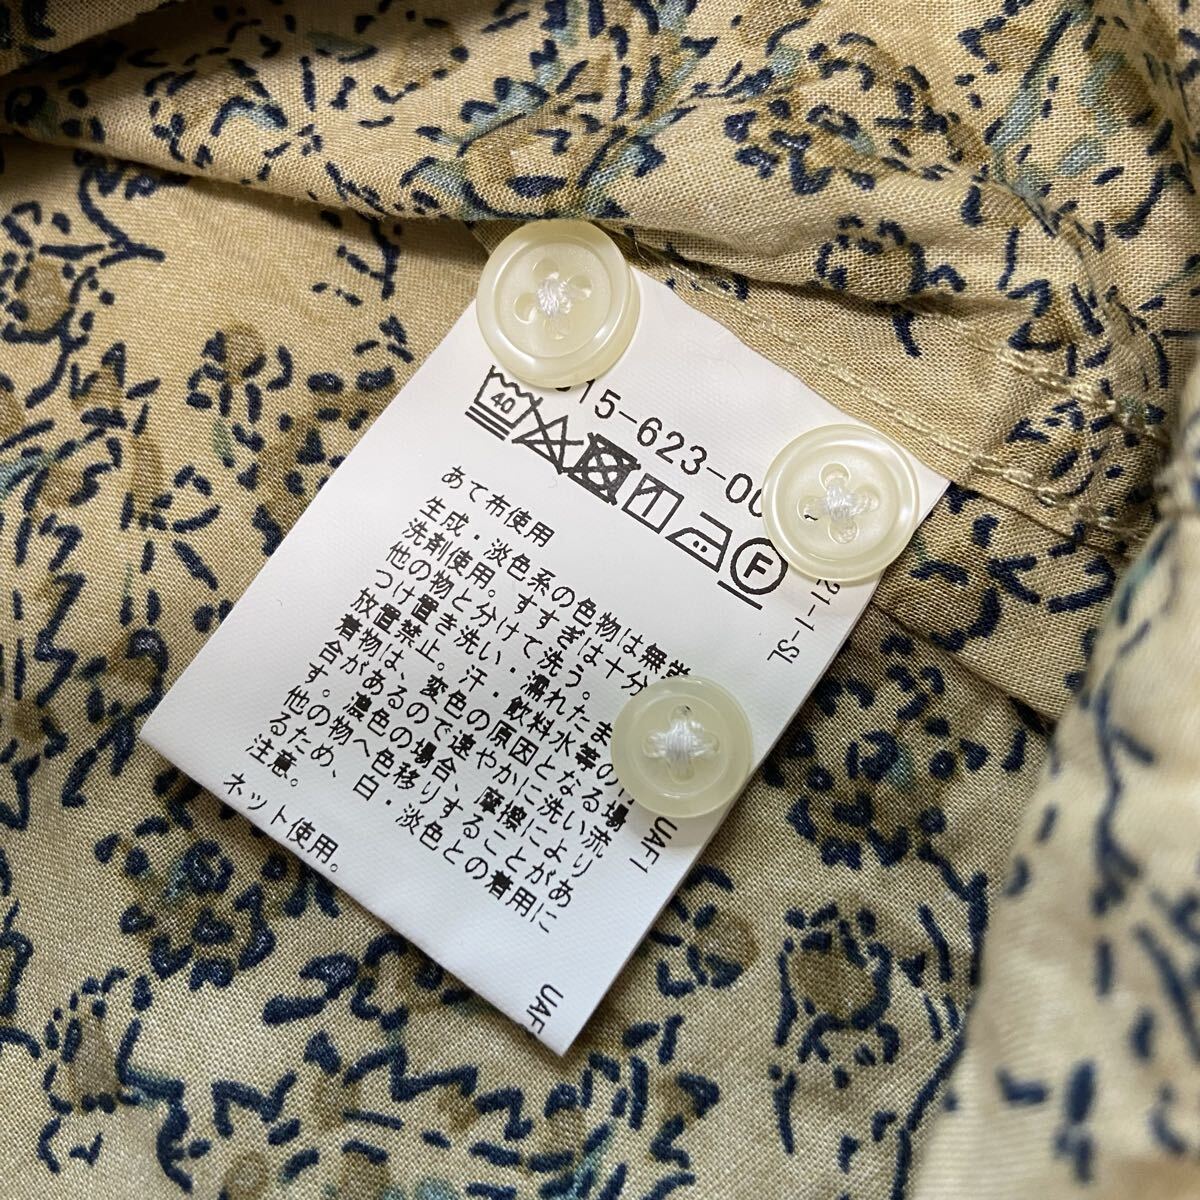 15-623-00
40
F
21-1-SL
あて布使用
生成・淡色系の色物は無
洗剤使用。すすぎは十分
他の物と分けて洗う。
つけ置き洗い・濡れたまま
放置禁止。汗・飲料水等の
着物は、変色の原因となる場
合があるので速やかに洗い流
す。濃色の場合、摩擦により
他の物へ色移りすることがあ
るため、白・淡色との着用に
注意。
ネット使用。
UAF1
UAF